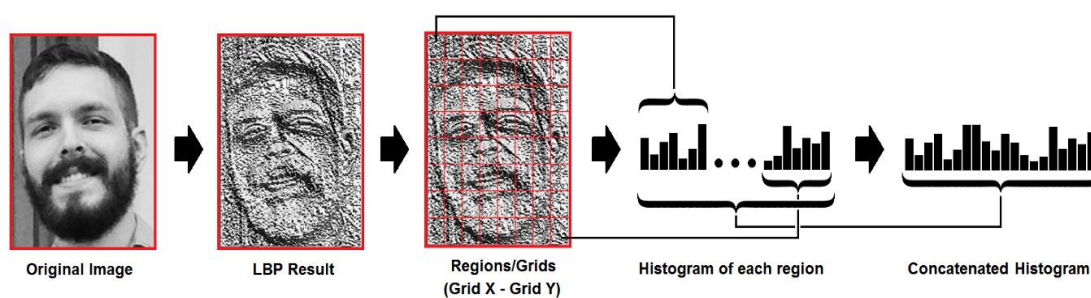 Original Image
LBP Result
Regions/Grids
(Grid X - Grid Y)
Histogram of each region
Concatenated Histogram